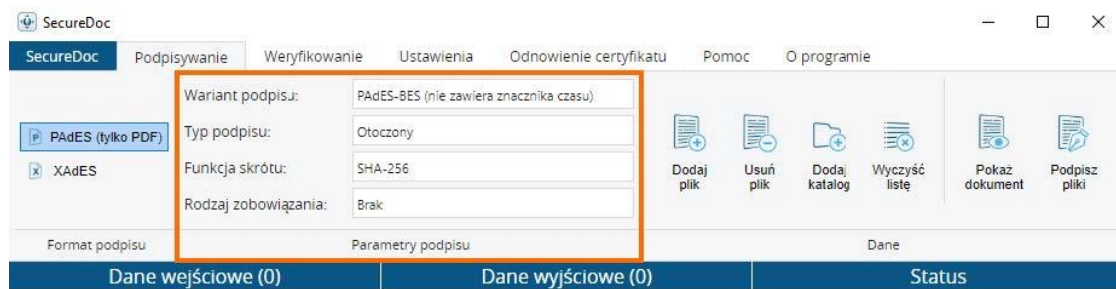 SecureDoc
SecureDoc Podpisywanie Weryfikowanie Ustawienia Odnowienie certyfikatu Pomoc O programie
PAdES (tylko PDF)
XAdES
Format podpisu
Wariant podpisu: PAdES-BES (nie zawiera znacznika czasu)
Typ podpisu: Otoczony
Funkcja skrótu: SHA-256
Rodzaj zobowiązania: Brak
Parametry podpisu
Dodaj plik
Usuń plik
Dodaj katalog
Wyczyść listę
Pokaż dokument
Podpisz pliki
Dane
Dane wejściowe (0) Dane wyjściowe (0) Status